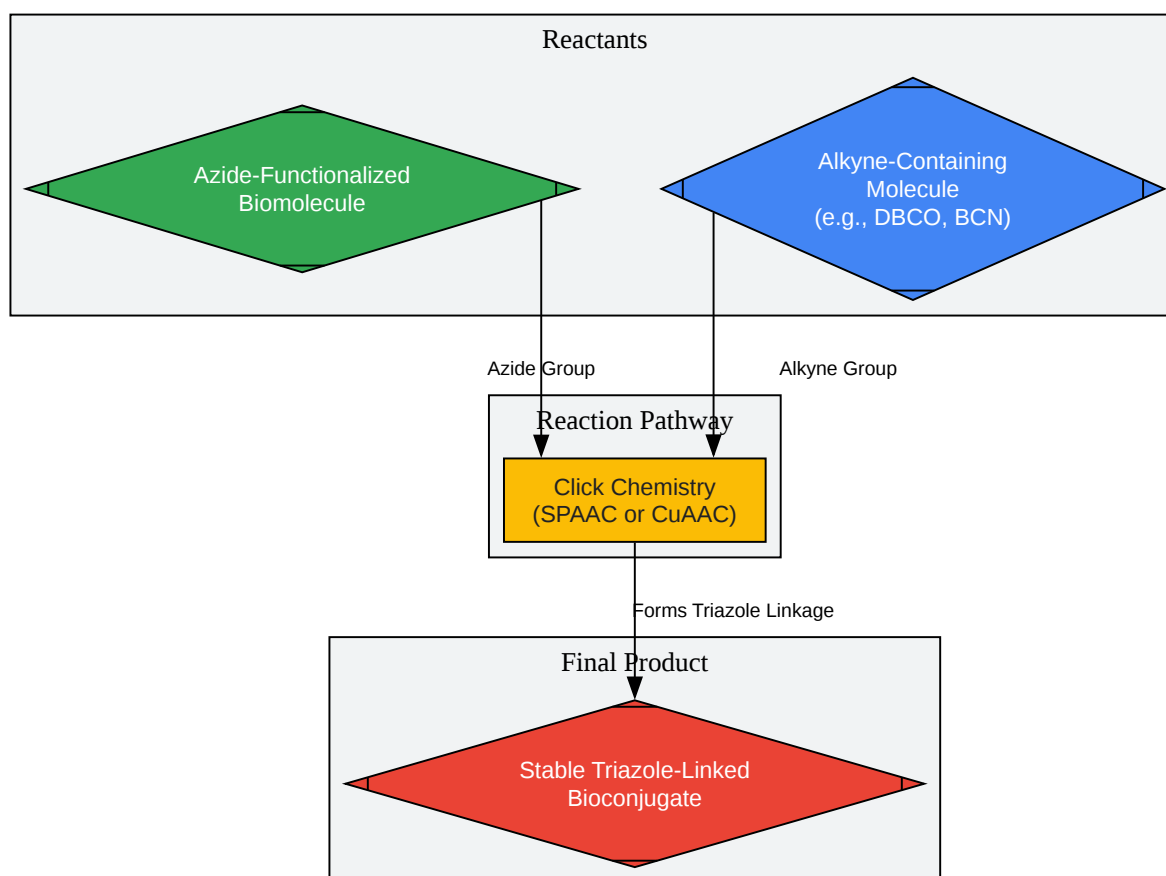 Reactants
Azide-Functionalized
Biomolecule
Alkyne-Containing
Molecule
(e.g., DBCO, BCN)
Azide Group
Alkyne Group
Reaction Pathway
Click Chemistry
(SPAAC or CuAAC)
Forms Triazole Linkage
Final Product
Stable Triazole-Linked
Bioconjugate